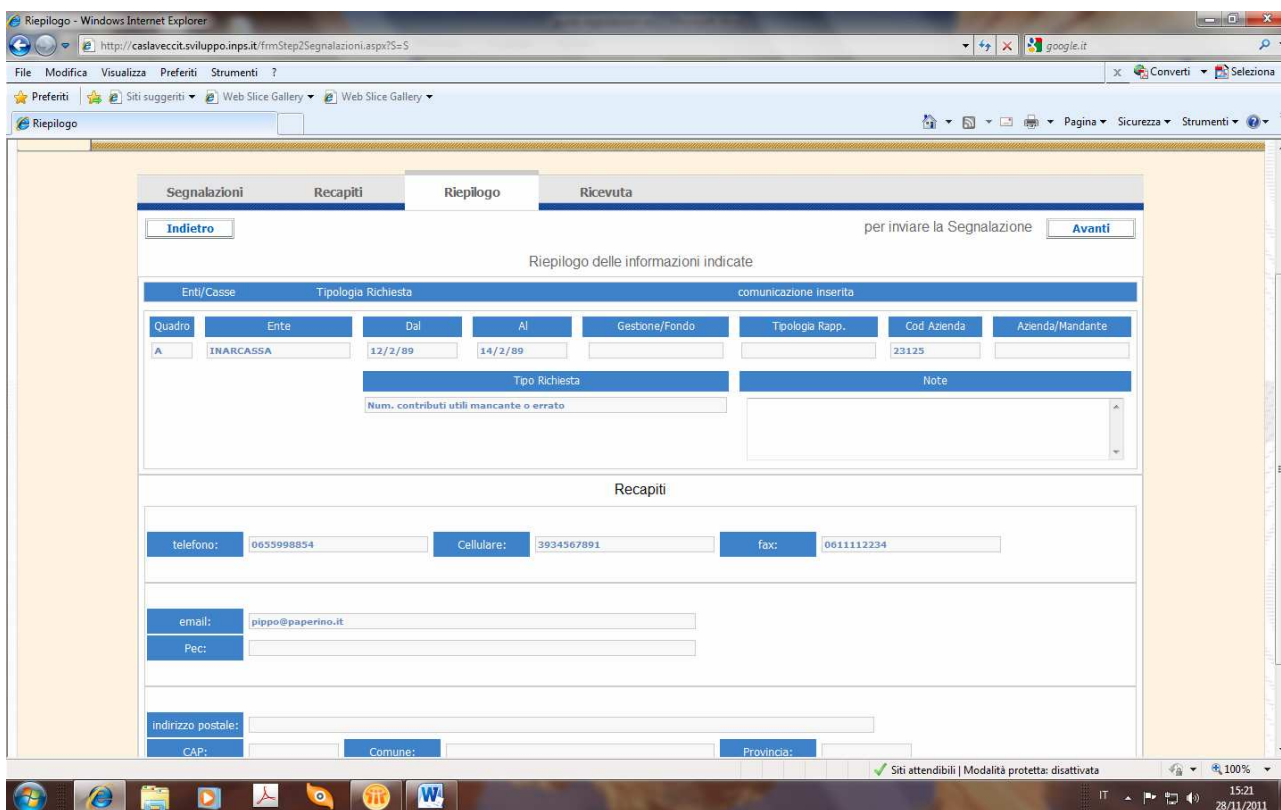 Riepilogo - Windows Internet Explorer
http://caslaveccit.sviluppo.inps.it/frmStep2Segnalazioni.aspx?S=S
google.it
File Modifica Visualizza Preferiti Strumenti ?
x Converti Seleziona
Preferiti Siti suggeriti Web Slice Gallery Web Slice Gallery
Riepilogo
Pagina Sicurezza Strumenti
Segnalazioni Recapiti Riepilogo Ricevuta
Indietro per inviare la Segnalazione Avanti
Riepilogo delle informazioni indicate
Enti/Casse Tipologia Richiesta comunicazione inserita
Quadro Ente Dal Al Gestione/Fondo Tipologia Rapp. Cod Azienda Azienda/Mandante
A INARCASSA 12/2/89 14/2/89 23125
Tipo Richiesta Note
Num. contributi utili mancante o errato
Recapiti
telefono: 0655998854 Cellulare: 3934567891 fax: 0611112234
email: pippo@paperino.it
Pec:
indirizzo postale:
CAP: Comune: Provincia:
Siti attendibili | Modalità protetta: disattivata 100%
IT 15:21
28/11/2011